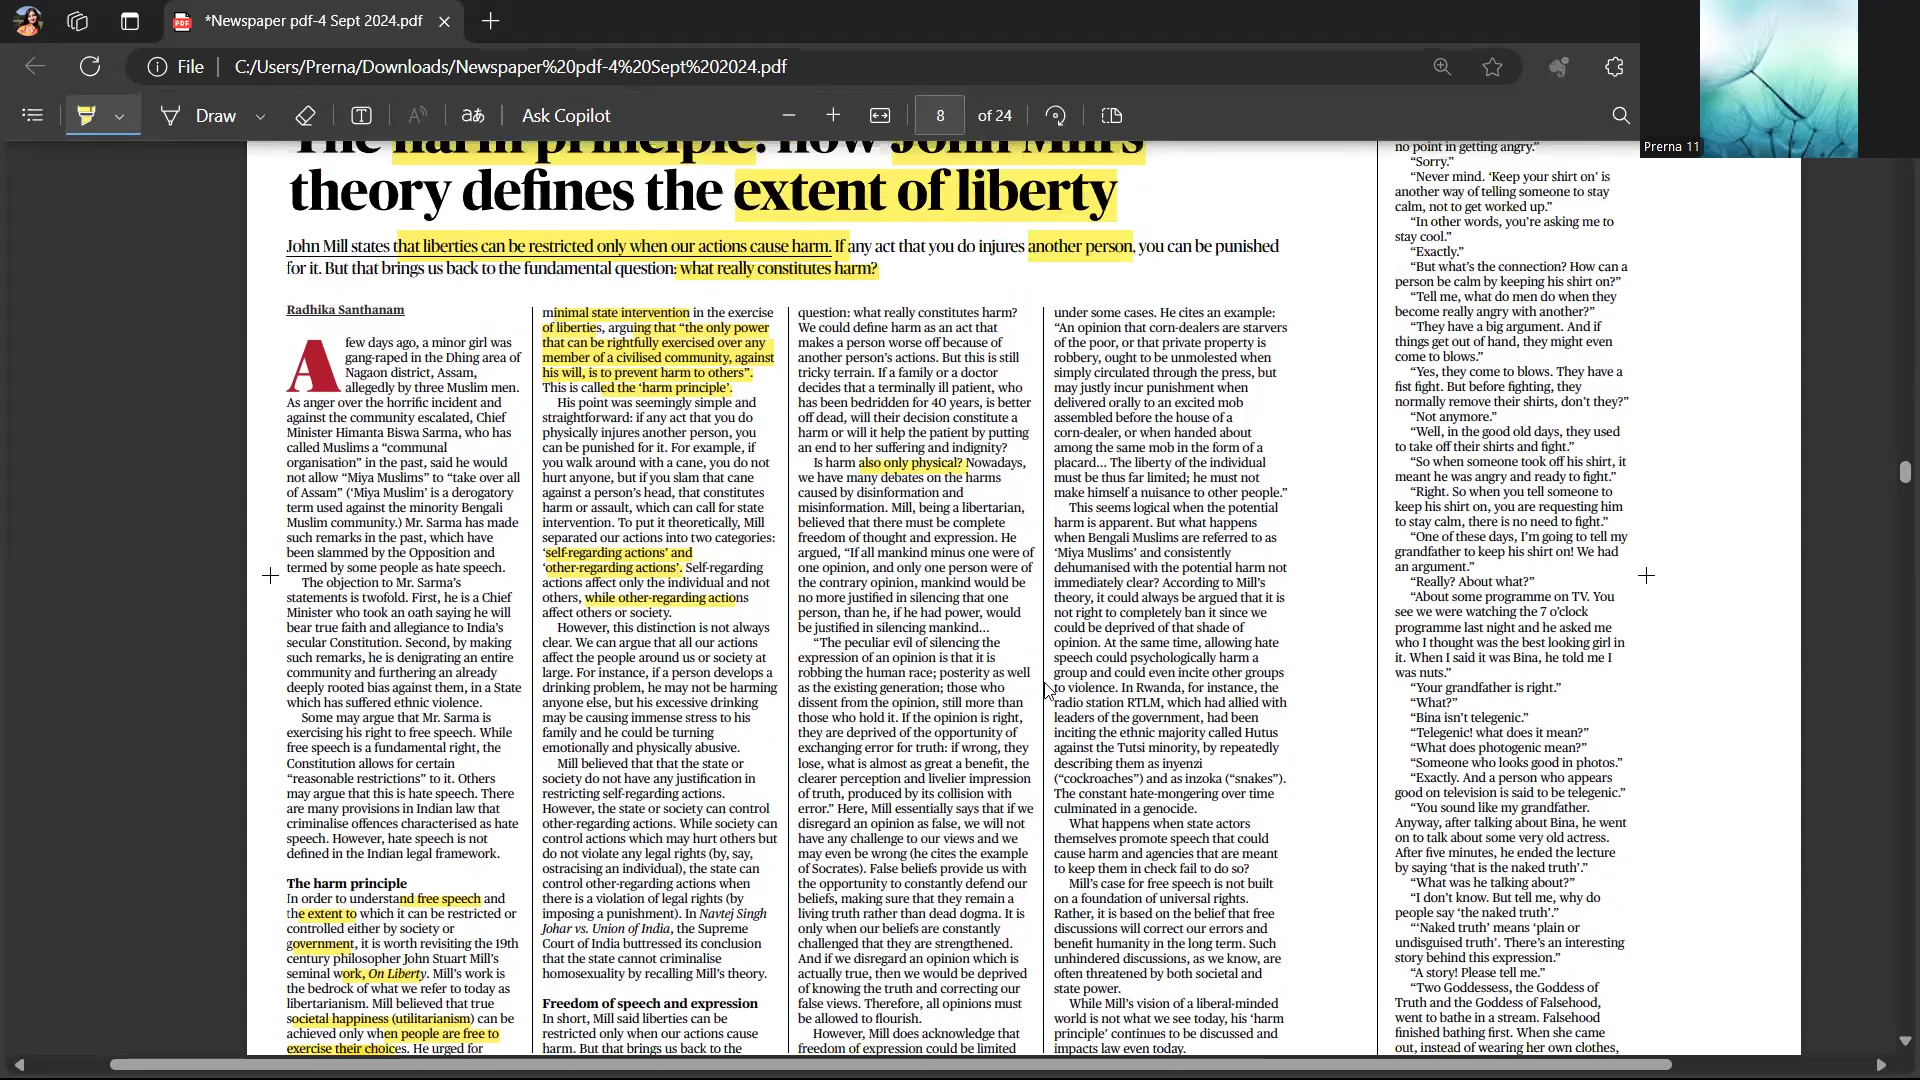 *Newspaper pdf-4 Sept 2024.pdf
File
C:/Users/Prerna/Downloads/Newspaper%20pdf-4%20Sept%202024.pdf
Draw
Ask Copilot
8
of 24
Prerna 11
The harm principle: how John Mill's
theory defines the extent of liberty
John Mill states that liberties can be restricted only when our actions cause harm. If any act that you do injures another person, you can be punished
for it. But that brings us back to the fundamental question: what really constitutes harm?
Radhika Santhanam
A few days ago, a minor girl was
gang-raped in the Dhing area of
Nagaon district, Assam,
allegedly by three Muslim men.
As anger over the horrific incident and
against the community escalated, Chief
Minister Himanta Biswa Sarma, who has
called Muslims a “communal
organisation” in the past, said he would
not allow “Miya Muslims” to “take over all
of Assam” (‘Miya Muslim’ is a derogatory
term used against the minority Bengali
Muslim community.) Mr. Sarma has made
such remarks in the past, which have
been slammed by the Opposition and
termed by some people as hate speech.
The objection to Mr. Sarma’s
statements is twofold. First, he is a Chief
Minister who took an oath saying he will
bear true faith and allegiance to India’s
secular Constitution. Second, by making
such remarks, he is denigrating an entire
community and furthering an already
deeply rooted bias against them, in a State
which has suffered ethnic violence.
Some may argue that Mr. Sarma is
exercising his right to free speech. While
free speech is a fundamental right, the
Constitution allows for certain
“reasonable restrictions” to it. Others
may argue that this is hate speech. There
are many provisions in Indian law that
criminalise offences characterised as hate
speech. However, hate speech is not
defined in the Indian legal framework.
The harm principle
In order to understand free speech and
the extent to which it can be restricted or
controlled either by society or
government, it is worth revisiting the 19th
century philosopher John Stuart Mill’s
seminal work, On Liberty. Mill’s work is
the bedrock of what we refer to today as
libertarianism. Mill believed that true
societal happiness (utilitarianism) can be
achieved only when people are free to
exercise their choices. He urged for
minimal state intervention in the exercise
of liberties, arguing that “the only power
that can be rightfully exercised over any
member of a civilised community, against
his will, is to prevent harm to others”.
This is called the ‘harm principle’.
His point was seemingly simple and
straightforward: if any act that you do
physically injures another person, you
can be punished for it. For example, if
you walk around with a cane, you do not
hurt anyone, but if you slam that cane
against a person’s head, that constitutes
harm or assault, which can call for state
intervention. To put it theoretically, Mill
separated our actions into two categories:
‘self-regarding actions’ and
‘other-regarding actions’. Self-regarding
actions affect only the individual and not
others, while other-regarding actions
affect others or society.
However, this distinction is not always
clear. We can argue that all our actions
affect the people around us or society at
large. For instance, if a person develops a
drinking problem, he may not be harming
anyone else, but his excessive drinking
may be causing immense stress to his
family and he could be turning
emotionally and physically abusive.
Mill believed that that the state or
society do not have any justification in
restricting self-regarding actions.
However, the state or society can control
other-regarding actions. While society can
control actions which may hurt others but
do not violate any legal rights (by, say,
ostracising an individual), the state can
control other-regarding actions when
there is a violation of legal rights (by
imposing a punishment). In Navtej Singh
Johar vs. Union of India, the Supreme
Court of India buttressed its conclusion
that the state cannot criminalise
homosexuality by recalling Mill’s theory.
Freedom of speech and expression
In short, Mill said liberties can be
restricted only when our actions cause
harm. But that brings us back to the
question: what really constitutes harm?
We could define harm as an act that
makes a person worse off because of
another person’s actions. But this is still
tricky terrain. If a family or a doctor
decides that a terminally ill patient, who
has been bedridden for 40 years, is better
off dead, will their decision constitute a
harm or will it help the patient by putting
an end to her suffering and indignity?
Is harm also only physical? Nowadays,
we have many debates on the harms
caused by disinformation and
misinformation. Mill, being a libertarian,
believed that there must be complete
freedom of thought and expression. He
argued, “If all mankind minus one were of
one opinion, and only one person were of
the contrary opinion, mankind would be
no more justified in silencing that one
person, than he, if he had power, would
be justified in silencing mankind...
“The peculiar evil of silencing the
expression of an opinion is that it is
robbing the human race; posterity as well
as the existing generation; those who
dissent from the opinion, still more than
those who hold it. If the opinion is right,
they are deprived of the opportunity of
exchanging error for truth: if wrong, they
lose, what is almost as great a benefit, the
clearer perception and livelier impression
of truth, produced by its collision with
error.” Here, Mill essentially says that if we
disregard an opinion as false, we will not
have any challenge to our views and we
may even be wrong (he cites the example
of Socrates). False beliefs provide us with
the opportunity to constantly defend our
beliefs, making sure that they remain a
living truth rather than dead dogma. It is
only when our beliefs are constantly
challenged that they are strengthened.
And if we disregard an opinion which is
actually true, then we would be deprived
of knowing the truth and correcting our
false views. Therefore, all opinions must
be allowed to flourish.
However, Mill does acknowledge that
freedom of expression could be limited
under some cases. He cites an example:
“An opinion that corn-dealers are starvers
of the poor, or that private property is
robbery, ought to be unmolested when
simply circulated through the press, but
may justly incur punishment when
delivered orally to an excited mob
assembled before the house of a
corn-dealer, or when handed about
among the same mob in the form of a
placard... The liberty of the individual
must be thus far limited; he must not
make himself a nuisance to other people.”
This seems logical when the potential
harm is apparent. But what happens
when Bengali Muslims are referred to as
‘Miya Muslims’ and consistently
dehumanised with the potential harm not
immediately clear? According to Mill’s
theory, it could always be argued that it is
not right to completely ban it since we
could be deprived of that shade of
opinion. At the same time, allowing hate
speech could psychologically harm a
group and could even incite other groups
to violence. In Rwanda, for instance, the
radio station RTLM, which had allied with
leaders of the government, had been
inciting the ethnic majority called Hutus
against the Tutsi minority, by repeatedly
describing them as inyenzi
(“cockroaches”) and as inzoka (“snakes”).
The constant hate-mongering over time
culminated in a genocide.
What happens when state actors
themselves promote speech that could
cause harm and agencies that are meant
to keep them in check fail to do so?
Mill’s case for free speech is not built
on a foundation of universal rights.
Rather, it is based on the belief that free
discussions will correct our errors and
benefit humanity in the long term. Such
unhindered discussions, as we know, are
often threatened by both societal and
state power.
While Mill’s vision of a liberal-minded
world is not what we see today, his ‘harm
principle’ continues to be discussed and
impacts law even today.
no point in getting angry.”
“Sorry.”
“Never mind. ‘Keep your shirt on’ is
another way of telling someone to stay
calm, not to get worked up.”
“In other words, you’re asking me to
stay cool.”
“Exactly.”
“But what’s the connection? How can a
person be calm by keeping his shirt on?”
“Tell me, what do men do when they
become really angry with another?”
“They have a big argument. And if
things get out of hand, they might even
come to blows.”
“Yes, they come to blows. They have a
fist fight. But before fighting, they
normally remove their shirts, don’t they?”
“Not anymore.”
“Well, in the good old days, they used
to take off their shirts and fight.”
“So when someone took off his shirt, it
meant he was angry and ready to fight.”
“Right. So when you tell someone to
keep his shirt on, you are requesting him
to stay calm, there is no need to fight.”
“One of these days, I’m going to tell my
grandfather to keep his shirt on! We had
an argument.”
“Really? About what?”
“About some programme on TV. You
see we were watching the 7 o’clock
programme last night and he asked me
who I thought was the best looking girl in
it. When I said it was Bina, he told me I
was nuts.”
“Your grandfather is right.”
“What?”
“Bina isn’t telegenic.”
“Telegenic! what does it mean?”
“What does photogenic mean?”
“Someone who looks good in photos.”
“Exactly. And a person who appears
good on television is said to be telegenic.”
“You sound like my grandfather.
Anyway, after talking about Bina, he went
on to talk about some very old actress.
After five minutes, he ended the lecture
by saying ‘that is the naked truth’.”
“What was he talking about?”
“I don’t know. But tell me, why do
people say ‘the naked truth’.”
“‘Naked truth’ means ‘plain or
undisguised truth’. There’s an interesting
story behind this expression.”
“A story! Please tell me.”
“Two Goddessess, the Goddess of
Truth and the Goddess of Falsehood,
went to bathe in a stream. Falsehood
finished bathing first. When she came
out, instead of wearing her own clothes,